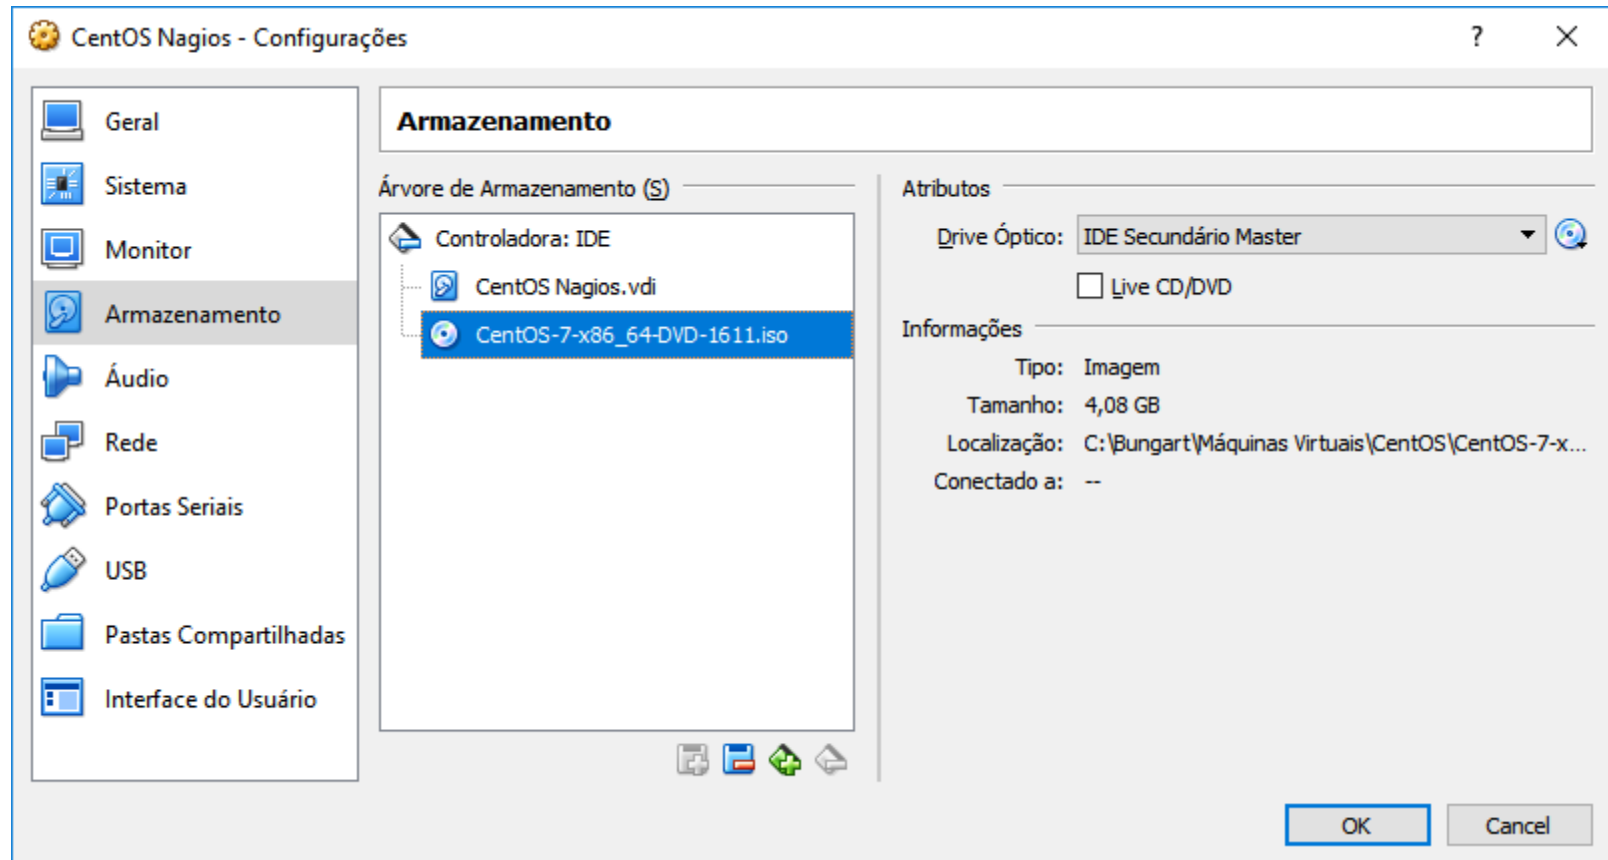 CentOS Nagios - Configurações
?
Geral
Sistema
Monitor
Armazenamento
Áudio
Rede
Portas Seriais
USB
Pastas Compartilhadas
Interface do Usuário
Armazenamento
Árvore de Armazenamento (S)
Controladora: IDE
CentOS Nagios.vdi
CentOS-7-x86_64-DVD-1611.iso
Atributos
Drive Óptico: IDE Secundário Master
Live CD/DVD
Informações
Tipo: Imagem
Tamanho: 4,08 GB
Localização: C:\Bungart\Máquinas Virtuais\CentOS\CentOS-7-x...
Conectado a: --
OK
Cancel